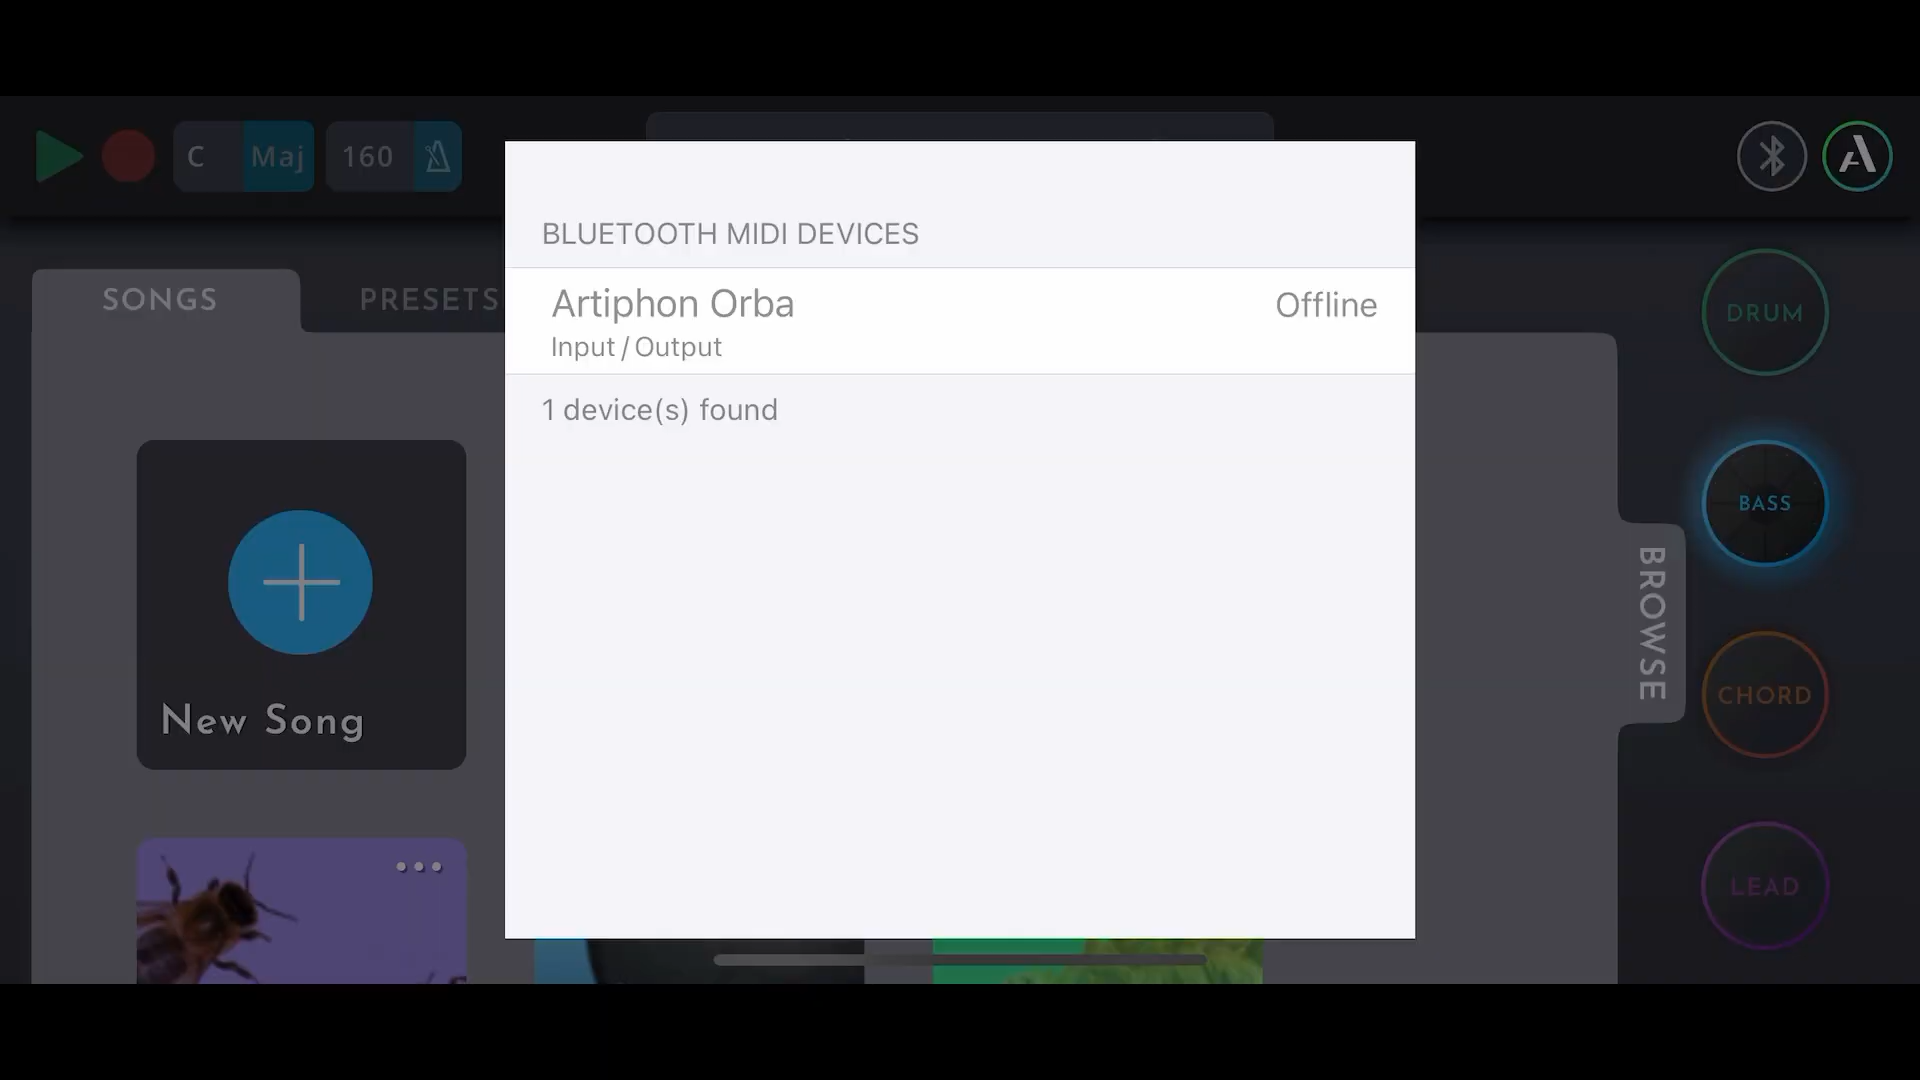 C Maj 160
BLUETOOTH MIDI DEVICES
SONGS PRESETS
Artiphon Orba Offline
Input / Output
1 device(s) found
New Song
BROWSE
DRUM
BASS
CHORD
LEAD